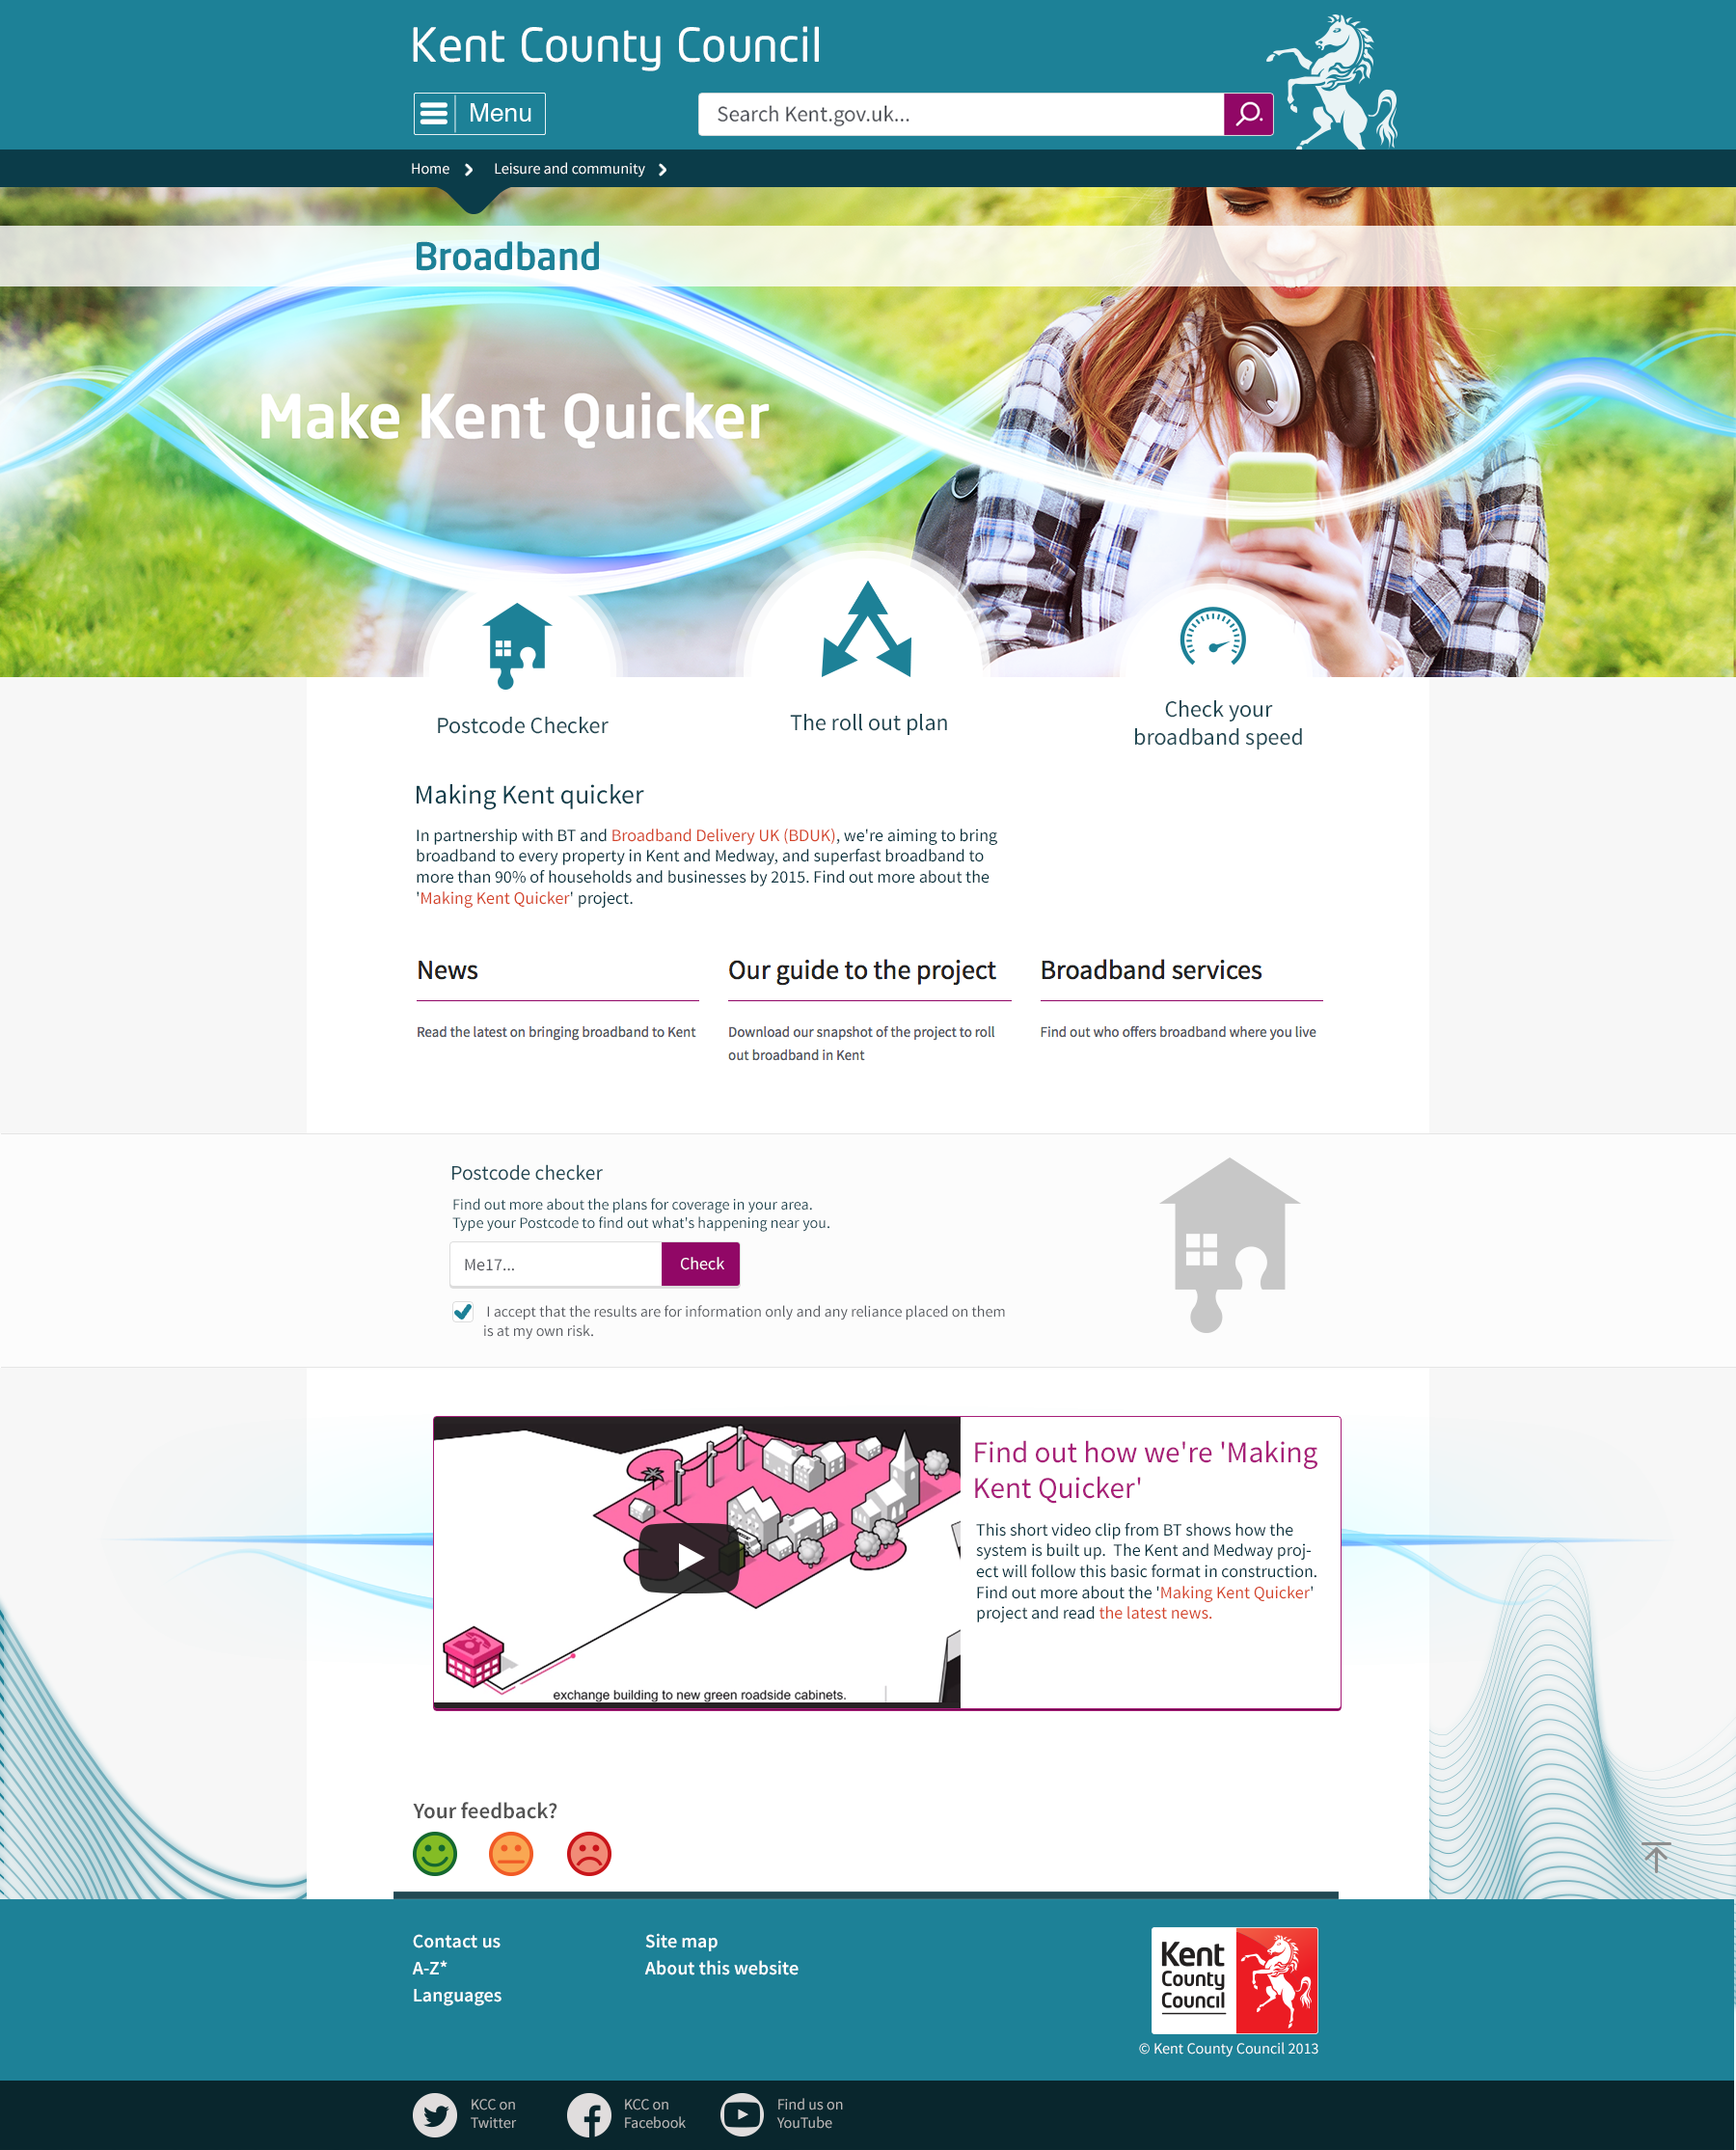 Kent County Council
Menu
Search Kent.gov.uk...
Home
Leisure and community
Broadband
Make Kent Quicker
Postcode Checker
The roll out plan
Check your
broadband speed
Making Kent quicker
In partnership with BT and Broadband Delivery UK (BDUK), we're aiming to bring
broadband to every property in Kent and Medway, and superfast broadband to
more than 90% of households and businesses by 2015. Find out more about the
'Making Kent Quicker' project.
News
Read the latest on bringing broadband to Kent
Our guide to the project
Download our snapshot of the project to roll
out broadband in Kent
Broadband services
Find out who offers broadband where you live
Postcode checker
Find out more about the plans for coverage in your area.
Type your Postcode to find out what's happening near you.
Me17...
Check
I accept that the results are for information only and any reliance placed on them
is at my own risk.
exchange building to new green roadside cabinets.
Find out how we're 'Making
Kent Quicker'
This short video clip from BT shows how the
system is built up.  The Kent and Medway proj-
ect will follow this basic format in construction.
Find out more about the 'Making Kent Quicker'
project and read the latest news.
Your feedback?
Contact us
A-Z*
Languages
Site map
About this website
Kent
County
Council
© Kent County Council 2013
KCC on
Twitter
KCC on
Facebook
Find us on
YouTube